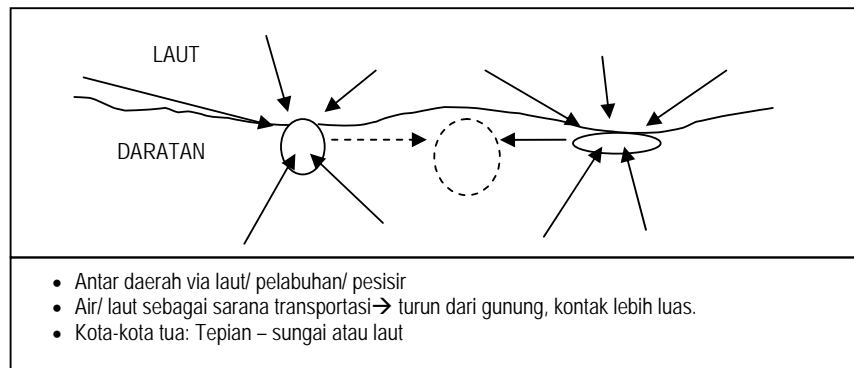 LAUT
DARATAN
• Antar daerah via laut/ pelabuhan/ pesisir
• Air/ laut sebagai sarana transportasi→ turun dari gunung, kontak lebih luas.
• Kota-kota tua: Tepian – sungai atau laut